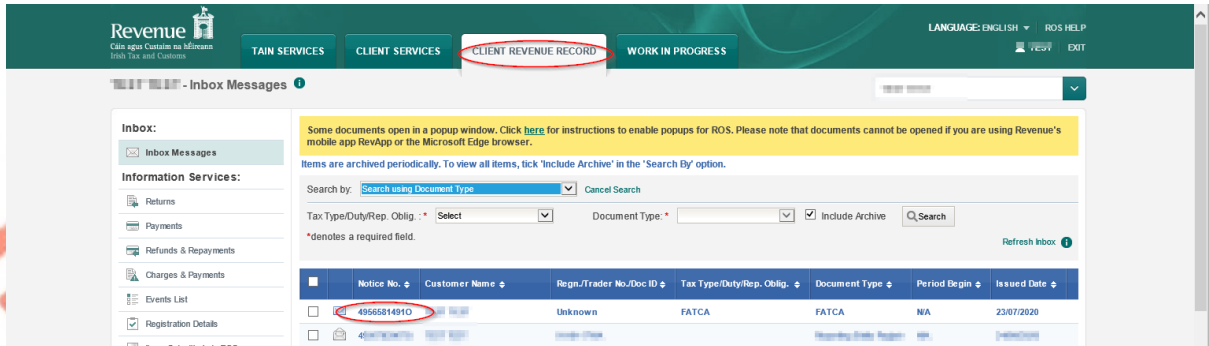 Revenue
Cáin agus Custaim na hÉireann
Irish Tax and Customs
TAIN SERVICES
CLIENT SERVICES
CLIENT REVENUE RECORD
WORK IN PROGRESS
LANGUAGE: ENGLISH
ROS HELP
EXIT
- Inbox Messages
Inbox:
Inbox Messages
Information Services:
Returns
Payments
Refunds & Repayments
Charges & Payments
Events List
Registration Details
Some documents open in a popup window. Click here for instructions to enable popups for ROS. Please note that documents cannot be opened if you are using Revenue's
mobile app RevApp or the Microsoft Edge browser.
Items are archived periodically. To view all items, tick 'Include Archive' in the 'Search By' option.
Search by: Search using Document Type Cancel Search
Tax Type/Duty/Rep. Oblig. : * Select Document Type: * Include Archive Search
*denotes a required field.
Refresh Inbox
Notice No. Customer Name Regn./Trader No./Doc ID Tax Type/Duty/Rep. Oblig. Document Type Period Begin Issued Date
4956581491O Unknown FATCA FATCA N/A 23/07/2020